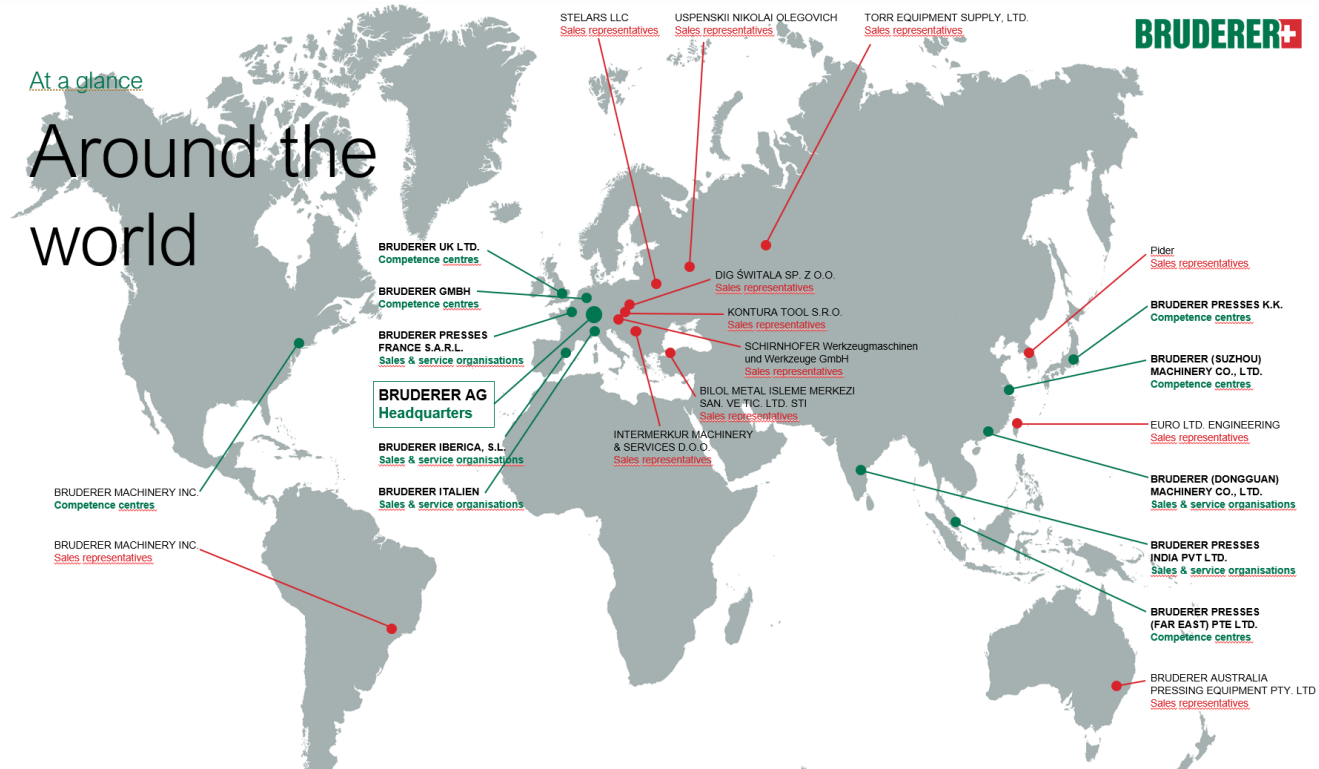 At a glance
Around the
world
BRUDERER
STELARS LLC
Sales representatives
USPENSKII NIKOLAI OLEGOVICH
Sales representatives
TORR EQUIPMENT SUPPLY, LTD.
Sales representatives
BRUDERER UK LTD.
Competence centres
BRUDERER GMBH
Competence centres
BRUDERER PRESSES
FRANCE S.A.R.L.
Sales & service organisations
BRUDERER AG
Headquarters
BRUDERER IBERICA, S.L.
Sales & service organisations
BRUDERER ITALIEN
Sales & service organisations
BRUDERER MACHINERY INC.
Competence centres
BRUDERER MACHINERY INC.
Sales representatives
DIG ŚWITALA SP. Z O.O.
Sales representatives
KONTURA TOOL S.R.O.
Sales representatives
SCHIRNHOFER Werkzeugmaschinen
und Werkzeuge GmbH
Sales representatives
BILOL METAL ISLEME MERKEZI
SAN. VE TIC. LTD. STI
Sales representatives
INTERMERKUR MACHINERY
& SERVICES D.O.O.
Sales representatives
Pider
Sales representatives
BRUDERER PRESSES K.K.
Competence centres
BRUDERER (SUZHOU)
MACHINERY CO., LTD.
Competence centres
EURO LTD. ENGINEERING
Sales representatives
BRUDERER (DONGGUAN)
MACHINERY CO., LTD.
Sales & service organisations
BRUDERER PRESSES
INDIA PVT LTD.
Sales & service organisations
BRUDERER PRESSES
(FAR EAST) PTE LTD.
Competence centres
BRUDERER AUSTRALIA
PRESSING EQUIPMENT PTY. LTD
Sales representatives